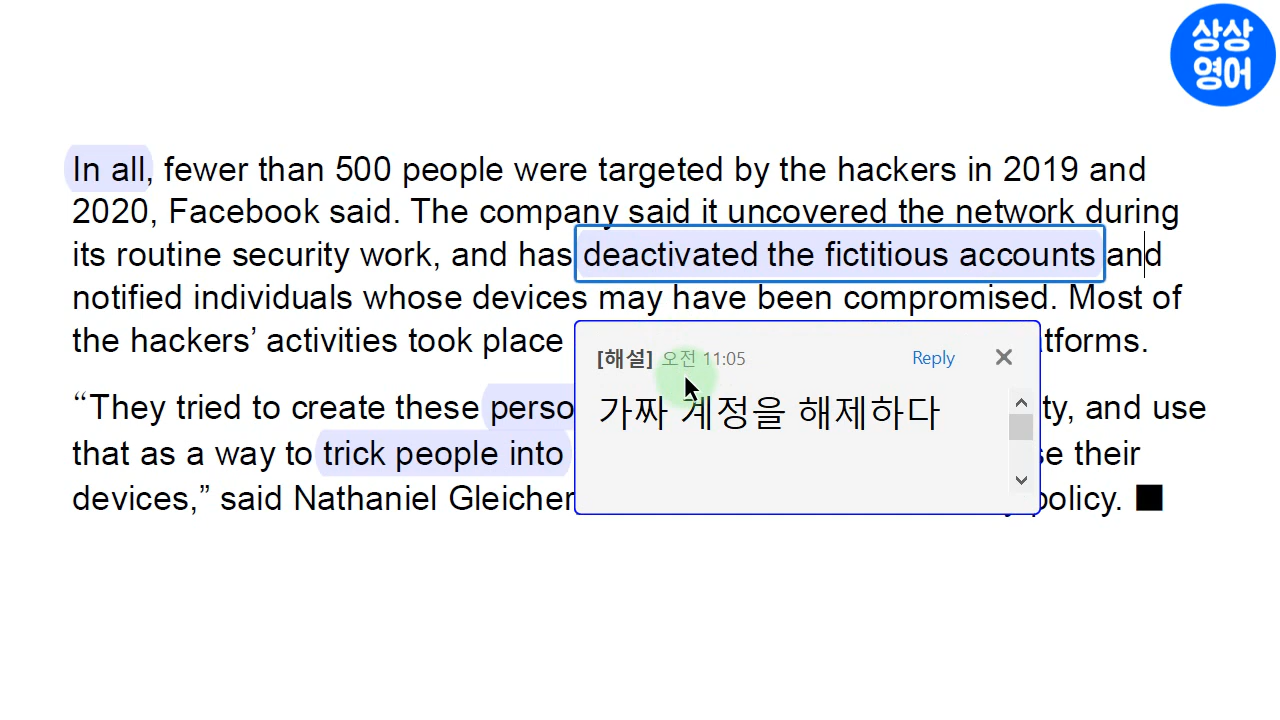 상상
영어
In all, fewer than 500 people were targeted by the hackers in 2019 and
2020, Facebook said. The company said it uncovered the network during
its routine security work, and has deactivated the fictitious accounts and
notified individuals whose devices may have been compromised. Most of
the hackers’ activities took place tforms.
[해설] 오전 11:05 Reply
가짜 계정을 해제하다
“They tried to create these perso ty, and use
that as a way to trick people into se their
devices,” said Nathaniel Gleicher policy. ■